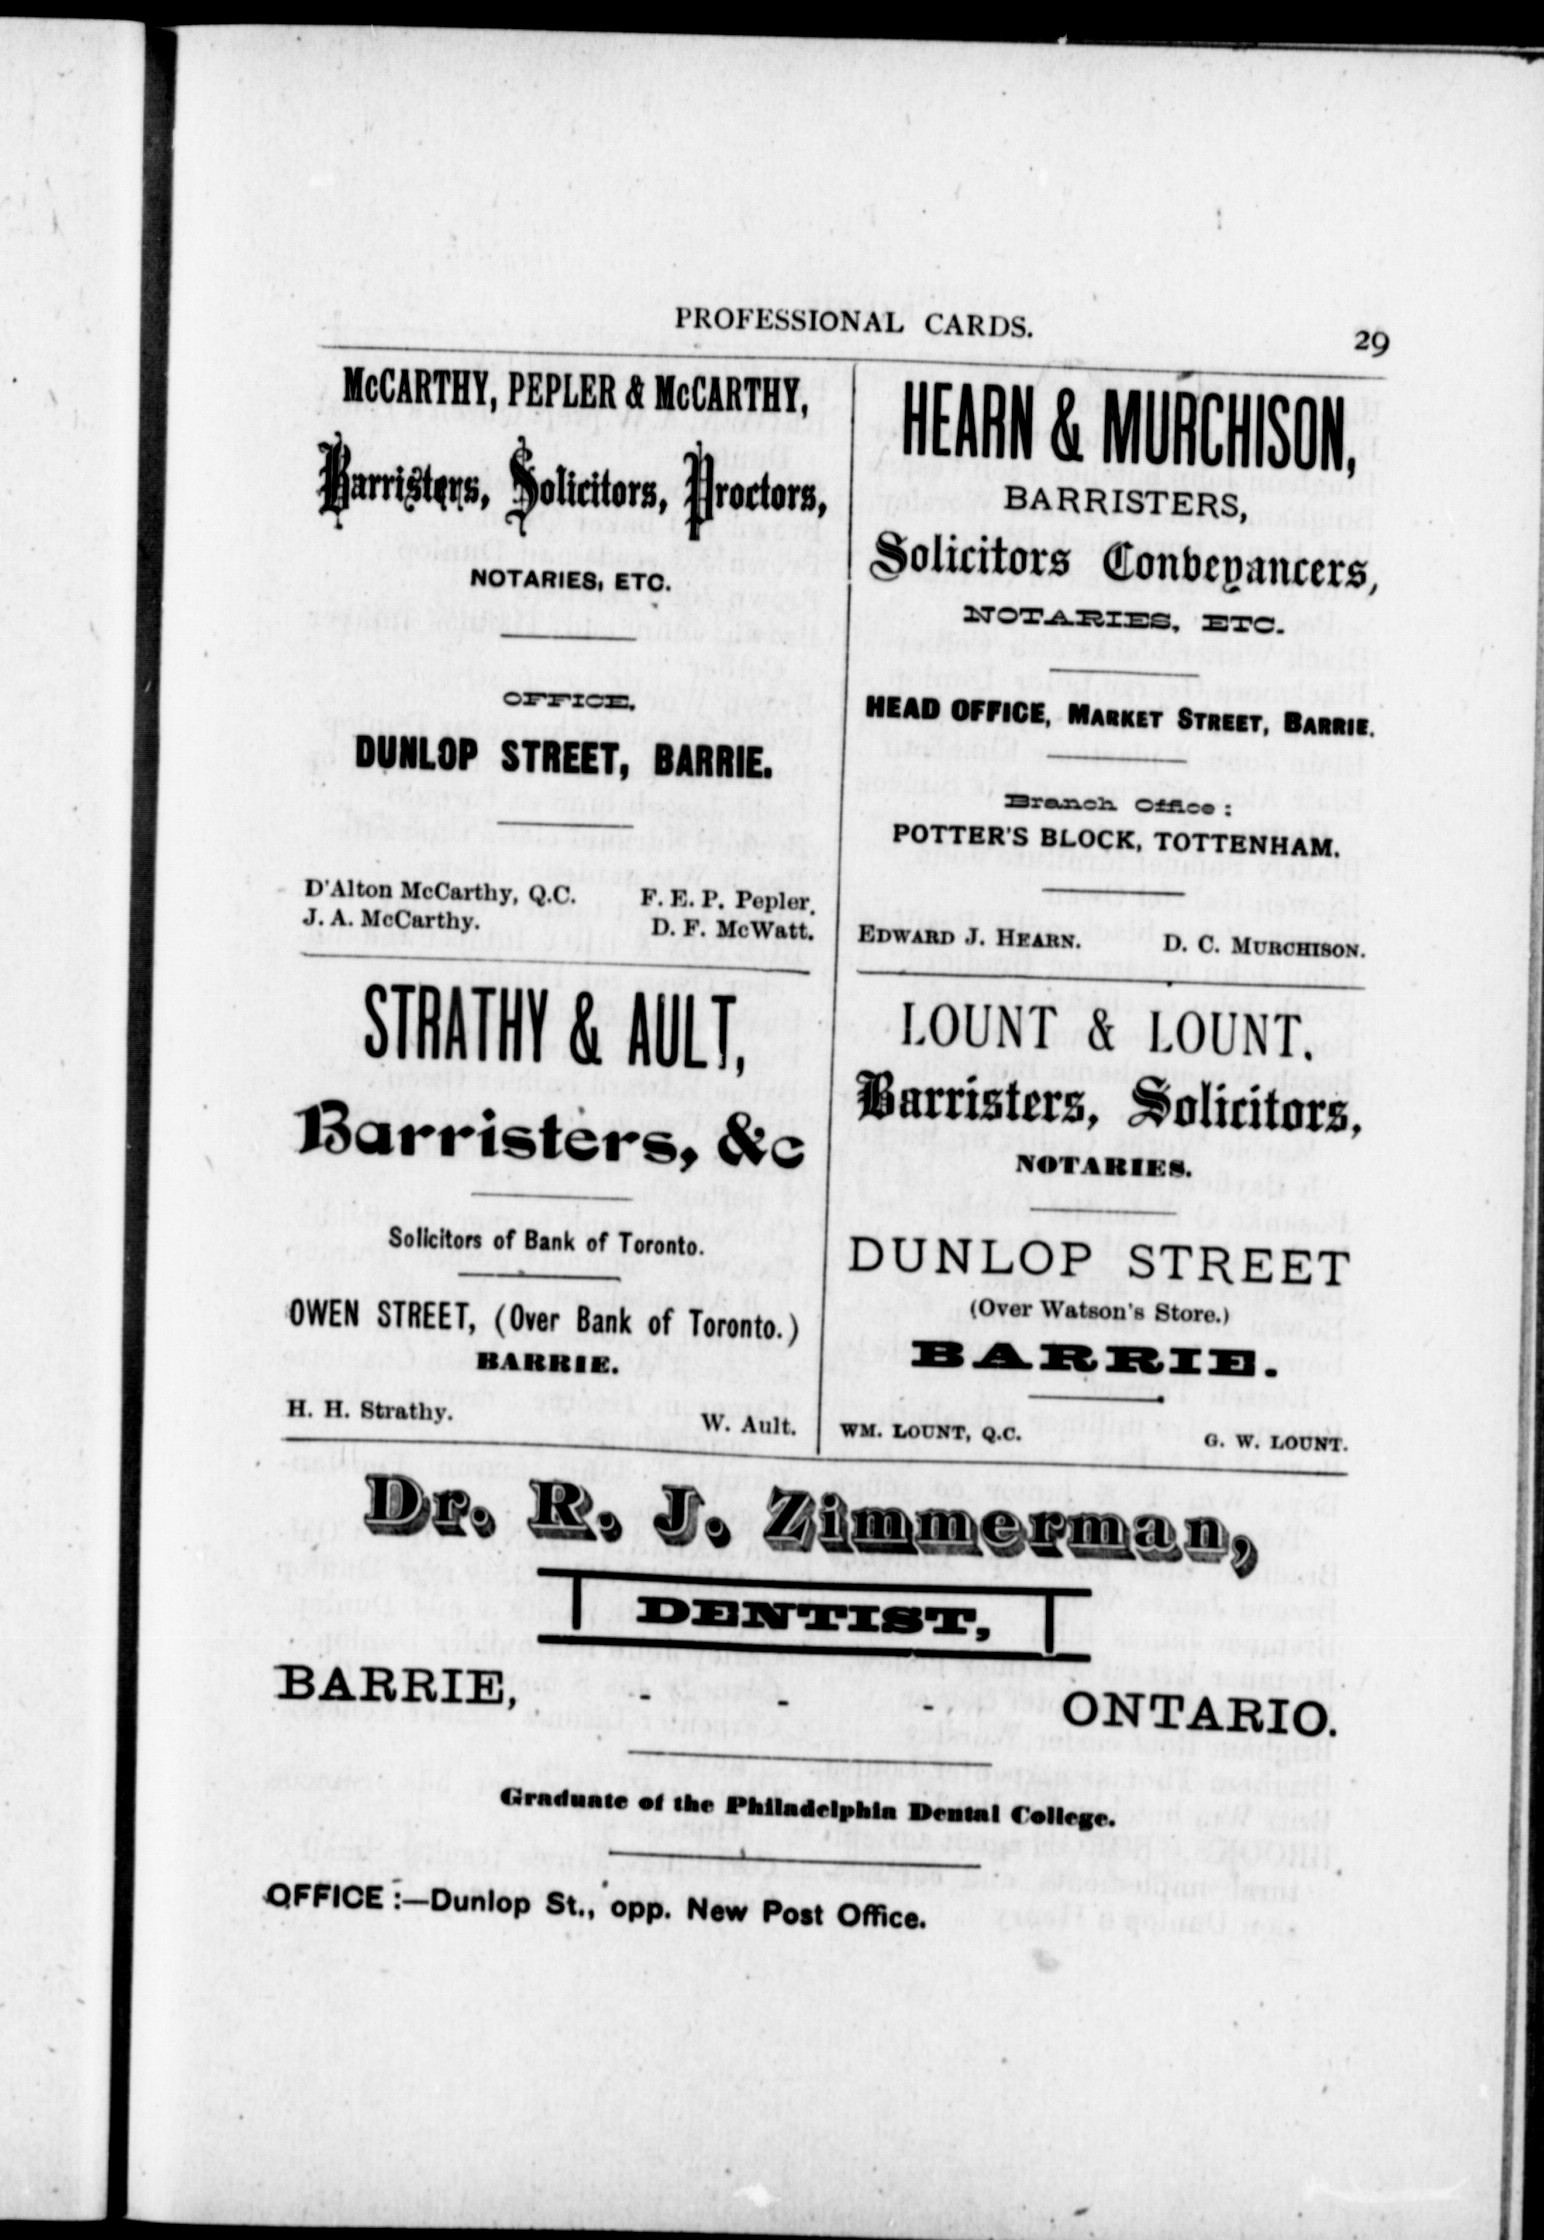 PROFESSIONAL CARDS.
29
McCARTHY, PEPLER & McCARTHY,
Barristers, Solicitors, Proctors,
NOTARIES, ETC.
OFFICE.
DUNLOP STREET, BARRIE.
D'Alton McCarthy, Q.C. F. E. P. Pepler.
J. A. McCarthy. D. F. McWatt.
HEARN & MURCHISON,
BARRISTERS,
Solicitors Conveyancers,
NOTARIES, ETC.
HEAD OFFICE, MARKET STREET, BARRIE.
Branch Office:
POTTER'S BLOCK, TOTTENHAM.
EDWARD J. HEARN. D. C. MURCHISON.
STRATHY & AULT,
Barristers, &c
Solicitors of Bank of Toronto.
OWEN STREET, (Over Bank of Toronto.)
BARRIE.
H. H. Strathy. W. Ault.
LOUNT & LOUNT.
Barristers, Solicitors,
NOTARIES.
DUNLOP STREET
(Over Watson's Store.)
BARRIE.
WM. LOUNT, Q.C. G. W. LOUNT.
Dr. R. J. Zimmerman,
DENTIST,
BARRIE, - - - ONTARIO.
Graduate of the Philadelphia Dental College.
OFFICE:—Dunlop St., opp. New Post Office.